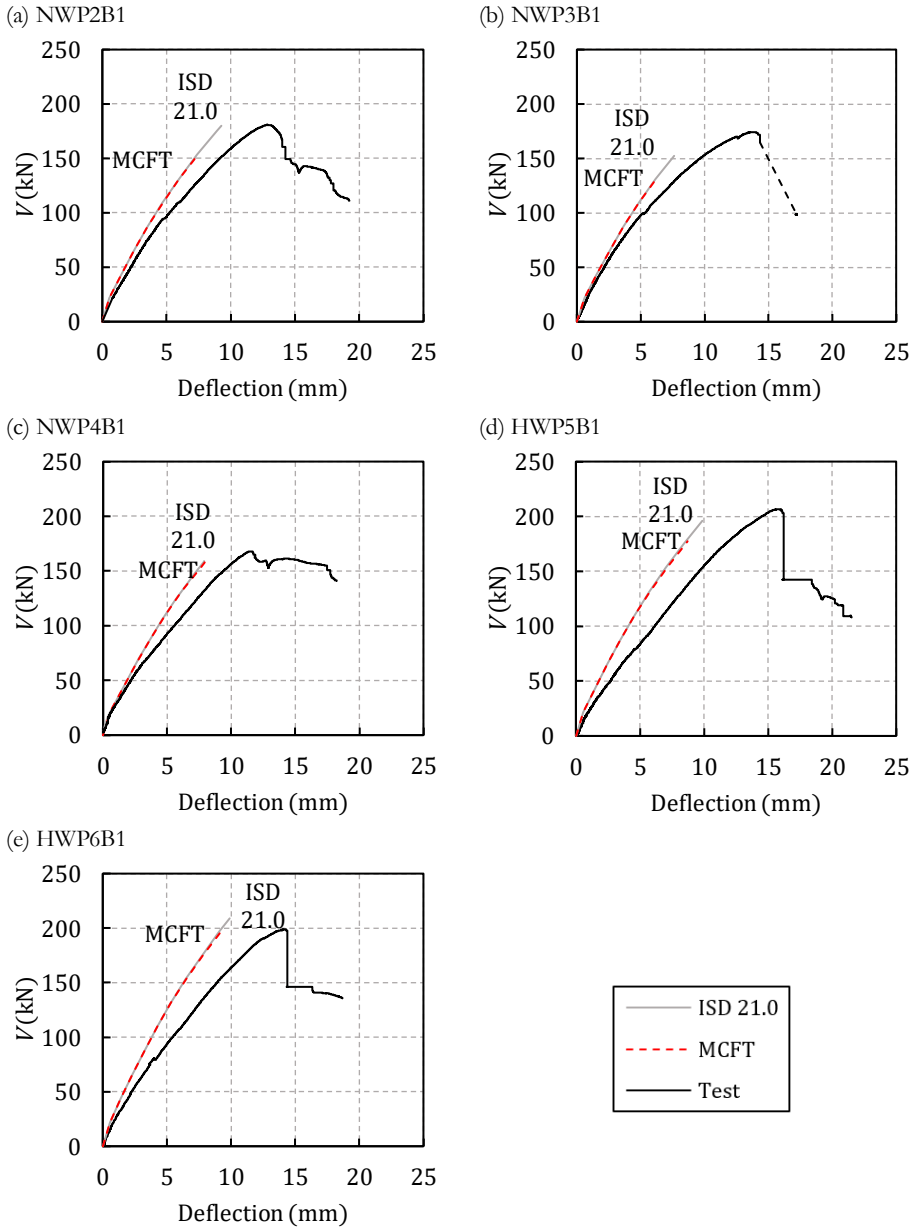 (a) NWP2B1
250
200
150
100
50
0
V(kN)
ISD
21.0
MCFT
0 5 10 15 20 25
Deflection (mm)
(b) NWP3B1
250
200
150
100
50
0
V(kN)
ISD
21.0
MCFT
0 5 10 15 20 25
Deflection (mm)
(c) NWP4B1
250
200
150
100
50
0
V(kN)
ISD
21.0
MCFT
0 5 10 15 20 25
Deflection (mm)
(d) HWP5B1
250
200
150
100
50
0
V(kN)
ISD
21.0
MCFT
0 5 10 15 20 25
Deflection (mm)
(e) HWP6B1
250
200
150
100
50
0
V(kN)
ISD
21.0
MCFT
0 5 10 15 20 25
Deflection (mm)
ISD 21.0
MCFT
Test